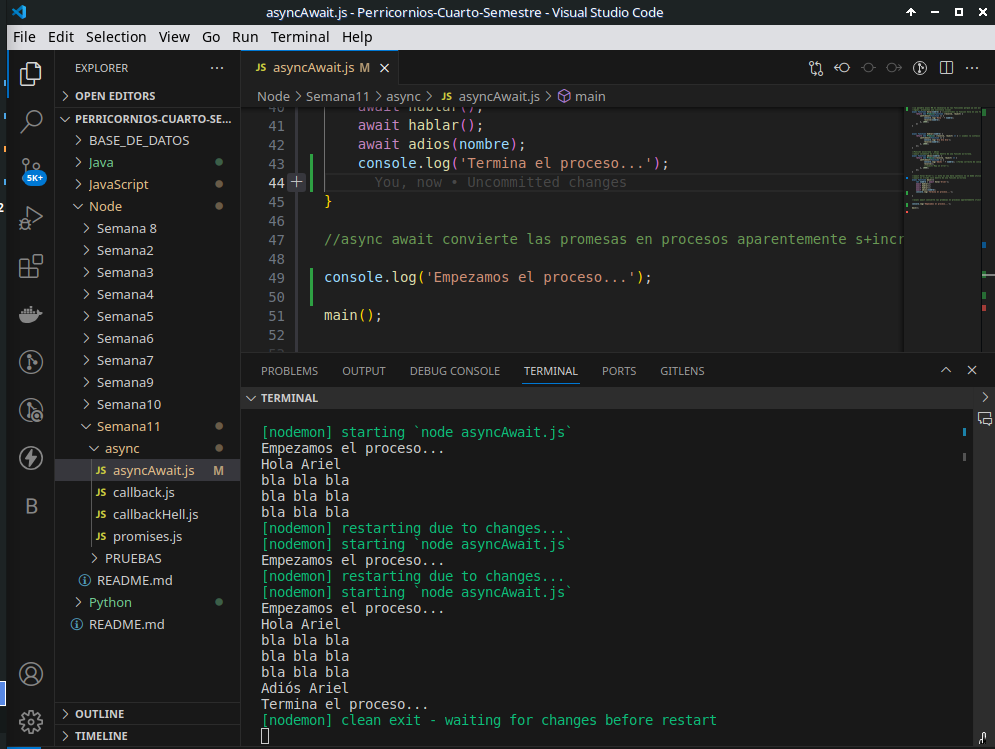 asyncAwait.js - Perricornios-Cuarto-Semestre - Visual Studio Code
File Edit Selection View Go Run Terminal Help
EXPLORER
OPEN EDITORS
PERRICORNIOS-CUARTO-SE...
BASE_DE_DATOS
Java
JavaScript
Node
Semana 8
Semana2
Semana3
Semana4
Semana5
Semana6
Semana7
Semana9
Semana10
Semana11
async
JS asyncAwait.js M
JS callback.js
JS callbackHell.js
JS promises.js
PRUEBAS
README.md
Python
README.md
OUTLINE
TIMELINE
5K+
B
JS asyncAwait.js M
Node > Semana11 > async > JS asyncAwait.js > main
40 await hablar();
41 await hablar();
42 await adios(nombre);
43 console.log('Termina el proceso...');
44 You, now • Uncommitted changes
45 }
46
47 //async await convierte las promesas en procesos aparentemente s+incr
48
49 console.log('Empezamos el proceso...');
50
51 main();
52
PROBLEMS OUTPUT DEBUG CONSOLE TERMINAL PORTS GITLENS
TERMINAL
[nodemon] starting `node asyncAwait.js`
Empezamos el proceso...
Hola Ariel
bla bla bla
bla bla bla
bla bla bla
[nodemon] restarting due to changes...
[nodemon] starting `node asyncAwait.js`
Empezamos el proceso...
[nodemon] restarting due to changes...
[nodemon] starting `node asyncAwait.js`
Empezamos el proceso...
Hola Ariel
bla bla bla
bla bla bla
bla bla bla
Adiós Ariel
Termina el proceso...
[nodemon] clean exit - waiting for changes before restart